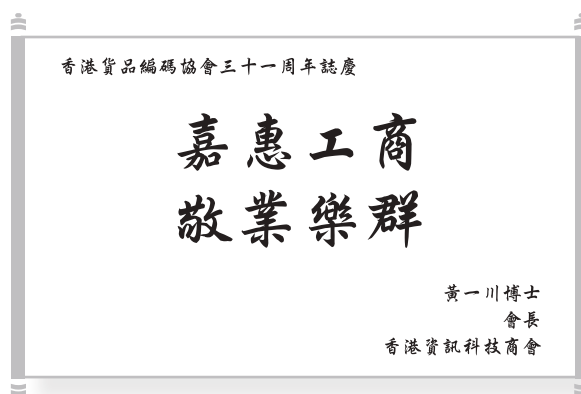 香港貨品編碼協會三十一周年誌慶
嘉惠工商
敬業樂群
黃一川博士
會長
香港資訊科技商會